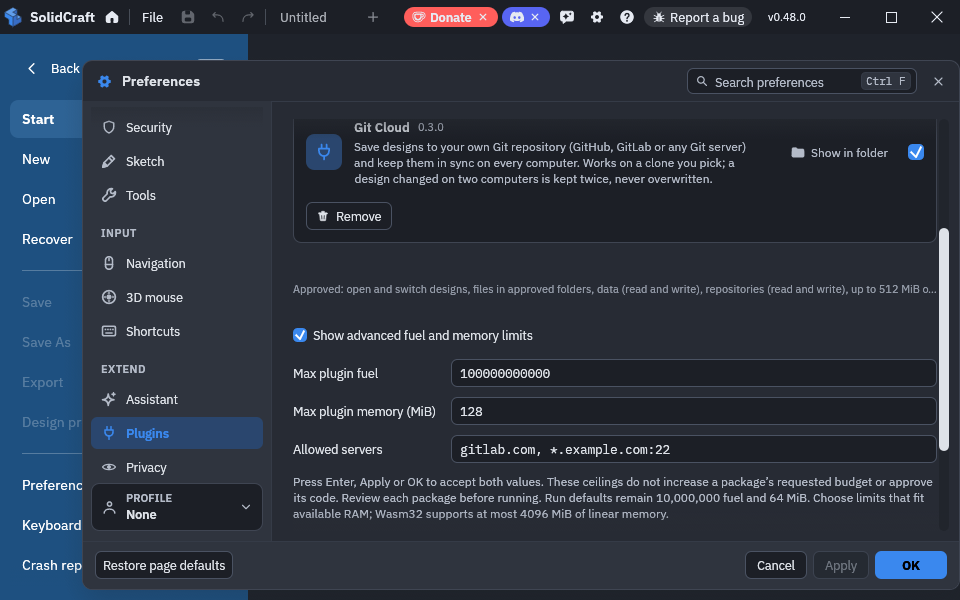 SolidCraft
File
Untitled
Donate
Report a bug
v0.48.0
Back
Preferences
Search preferences
Ctrl F
Start
New
Open
Recover
Save
Save As
Export
Design pr
Preferenc
Keyboard
Crash rep
Security
Sketch
Tools
INPUT
Navigation
3D mouse
Shortcuts
EXTEND
Assistant
Plugins
Privacy
PROFILE
None
Git Cloud 0.3.0
Save designs to your own Git repository (GitHub, GitLab or any Git server)
and keep them in sync on every computer. Works on a clone you pick; a
design changed on two computers is kept twice, never overwritten.
Show in folder
Remove
Approved: open and switch designs, files in approved folders, data (read and write), repositories (read and write), up to 512 MiB o...
Show advanced fuel and memory limits
Max plugin fuel
100000000000
Max plugin memory (MiB)
128
Allowed servers
gitlab.com, *.example.com:22
Press Enter, Apply or OK to accept both values. These ceilings do not increase a package's requested budget or approve
its code. Review each package before running. Run defaults remain 10,000,000 fuel and 64 MiB. Choose limits that fit
available RAM; Wasm32 supports at most 4096 MiB of linear memory.
Restore page defaults
Cancel
Apply
OK